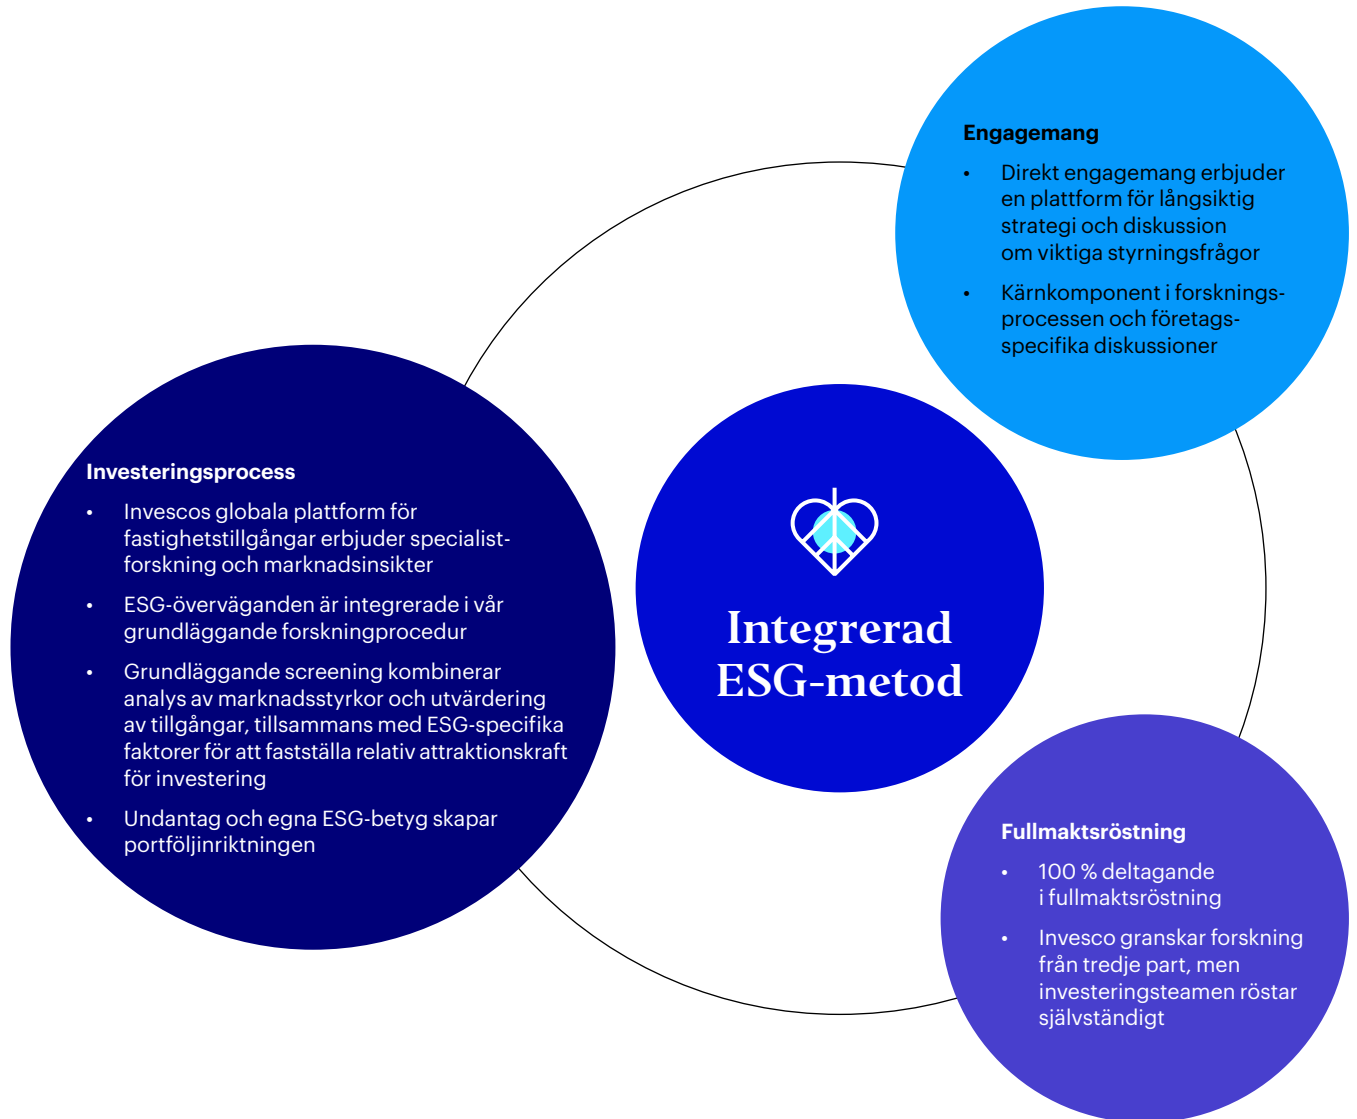 Engagemang
• Direkt engagemang erbjuder
en plattform för långsiktig
strategi och diskussion
om viktiga styrningsfrågor
• Kärnkomponent i forsknings-
processen och företags-
specifika diskussioner
Investeringsprocess
• Invescos globala plattform för
fastighetstillgångar erbjuder specialist-
forskning och marknadsinsikter
• ESG-överväganden är integrerade i vår
grundläggande forskningprocedur
• Grundläggande screening kombinerar
analys av marknadsstyrkor och utvärdering
av tillgångar, tillsammans med ESG-specifika
faktorer för att fastställa relativ attraktionskraft
för investering
• Undantag och egna ESG-betyg skapar
portföljinriktningen
Integrerad
ESG-metod
Fullmaktsröstning
• 100 % deltagande
i fullmaktsröstning
• Invesco granskar forskning
från tredje part, men
investeringsteamen röstar
självständigt